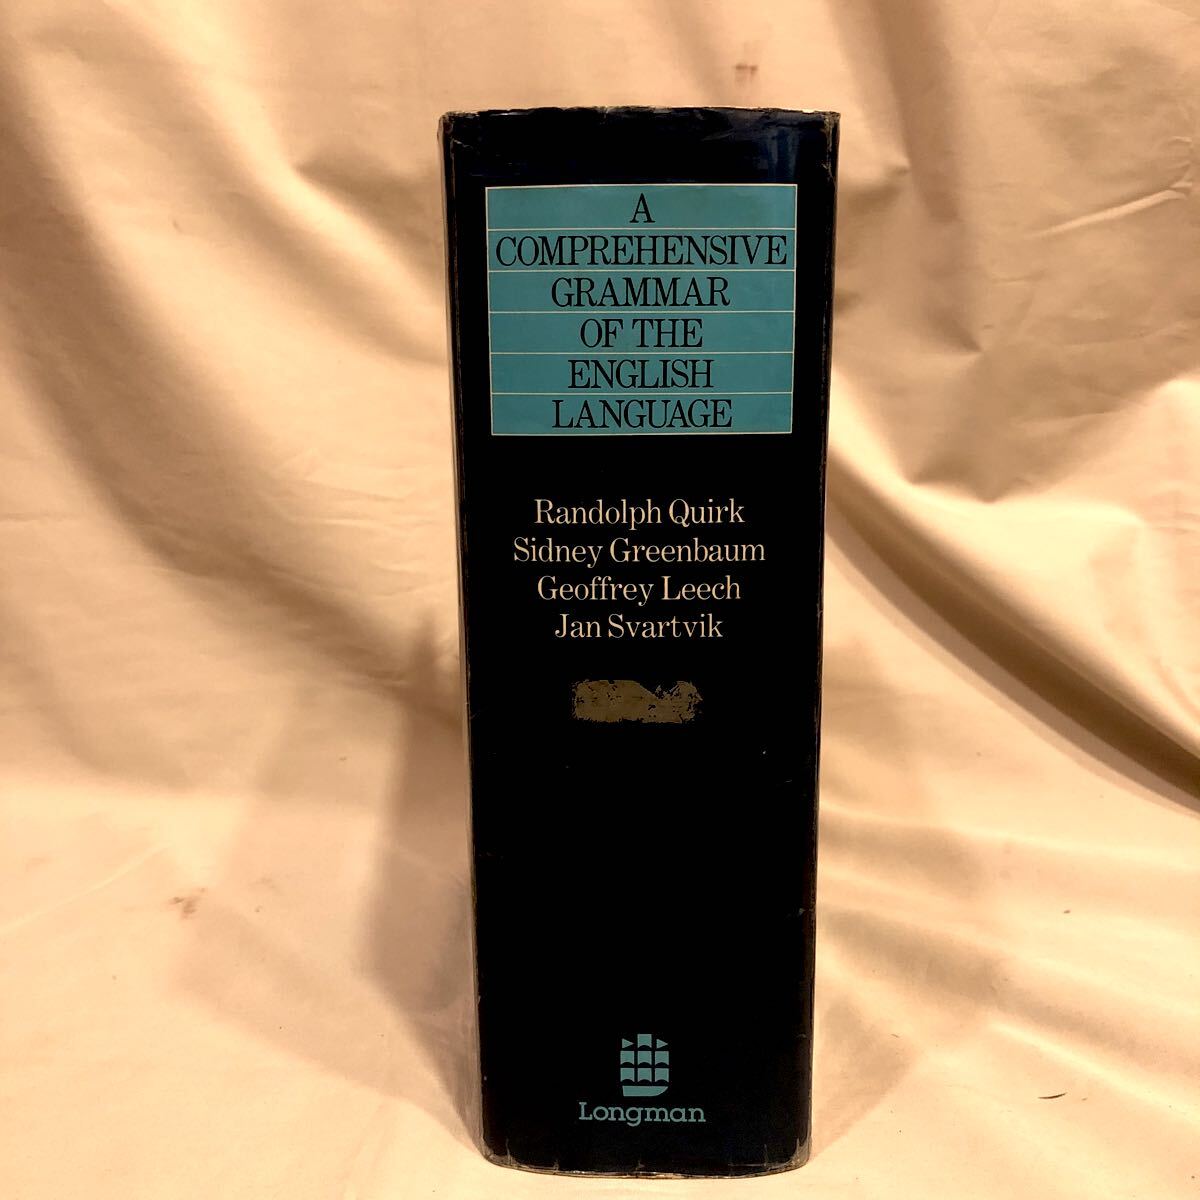 A
COMPREHENSIVE
GRAMMAR
OF THE
ENGLISH
LANGUAGE
Randolph Quirk
Sidney Greenbaum
Geoffrey Leech
Jan Svartvik
Longman